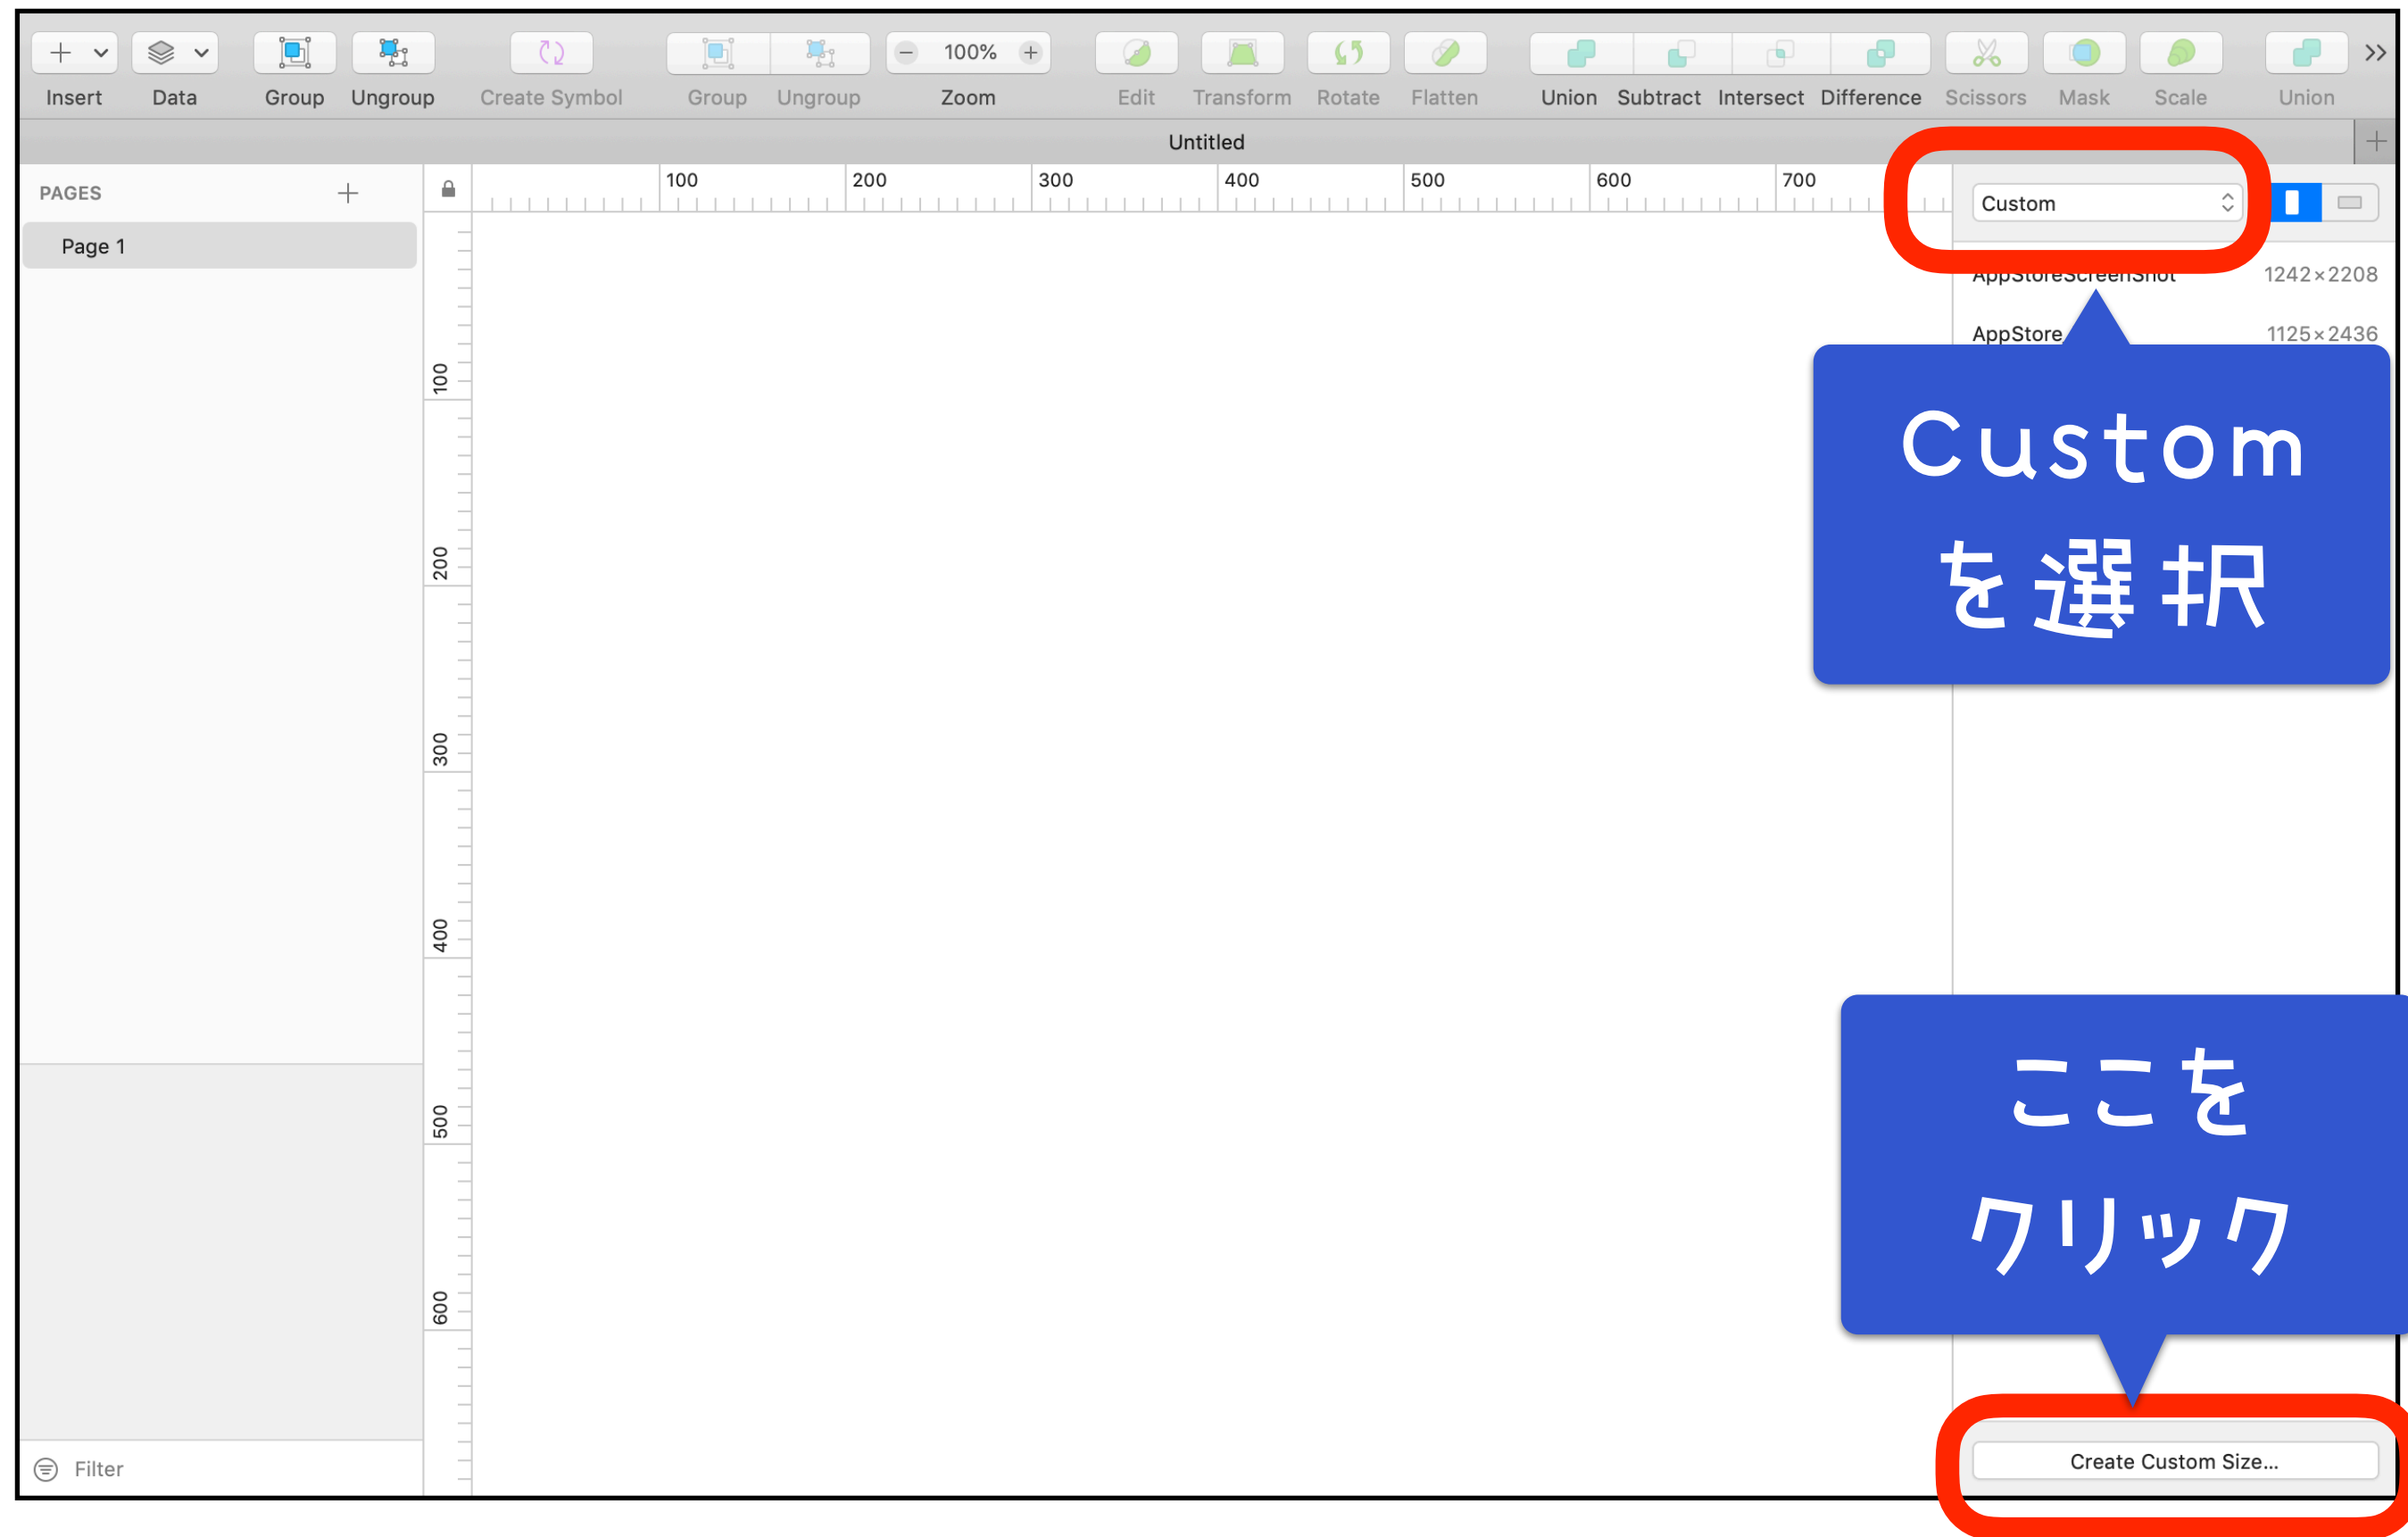 100%
Insert Data Group Ungroup Create Symbol Group Ungroup Zoom Edit Transform Rotate Flatten Union Subtract Intersect Difference Scissors Mask Scale Union
Untitled
PAGES
Page 1
100 200 300 400 500 600 700
Custom
AppStoreScreenShot 1242×2208
AppStore 1125×2436
Custom
を選択
100
200
300
400
500
600
ここを
クリック
Filter
Create Custom Size...